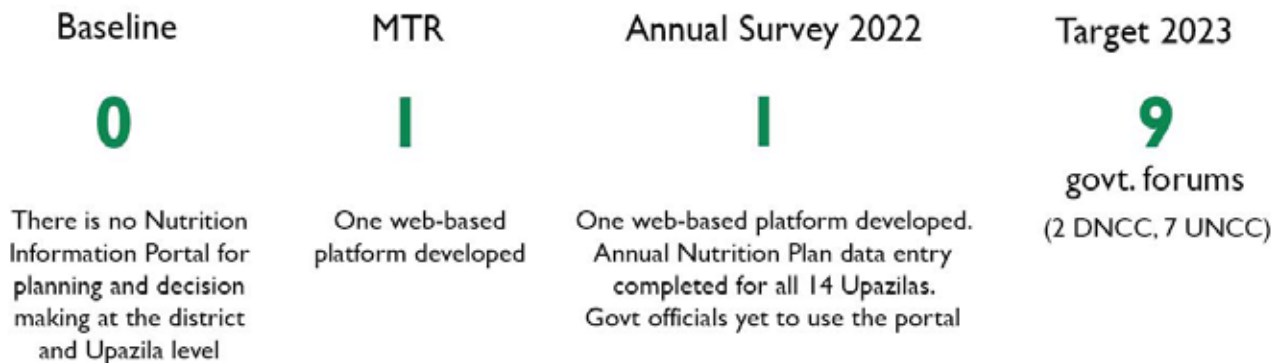 Baseline
0
There is no Nutrition
Information Portal for
planning and decision
making at the district
and Upazila level
MTR
1
One web-based
platform developed
Annual Survey 2022
1
One web-based platform developed.
Annual Nutrition Plan data entry
completed for all 14 Upazilas.
Govt officials yet to use the portal
Target 2023
9
govt. forums
(2 DNCC, 7 UNCC)